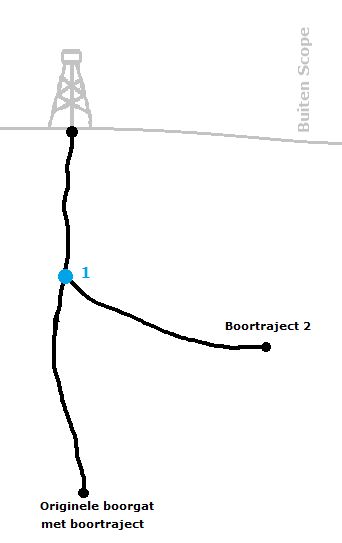 Buiten Scope
1
Boortraject 2
Originele boorgat
met boortraject